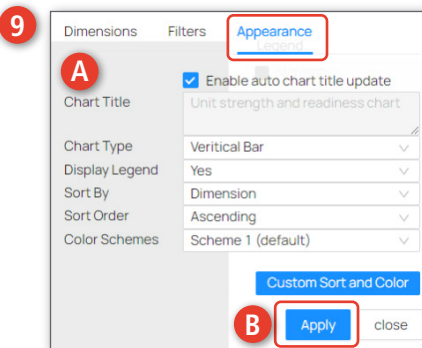 9
Dimensions Filters Appearance
Legend
A
Enable auto chart title update
Chart Title Unit strength and readiness chart
Chart Type Veritical Bar
Display Legend Yes
Sort By Dimension
Sort Order Ascending
Color Schemes Scheme 1 (default)
Custom Sort and Color
B Apply close